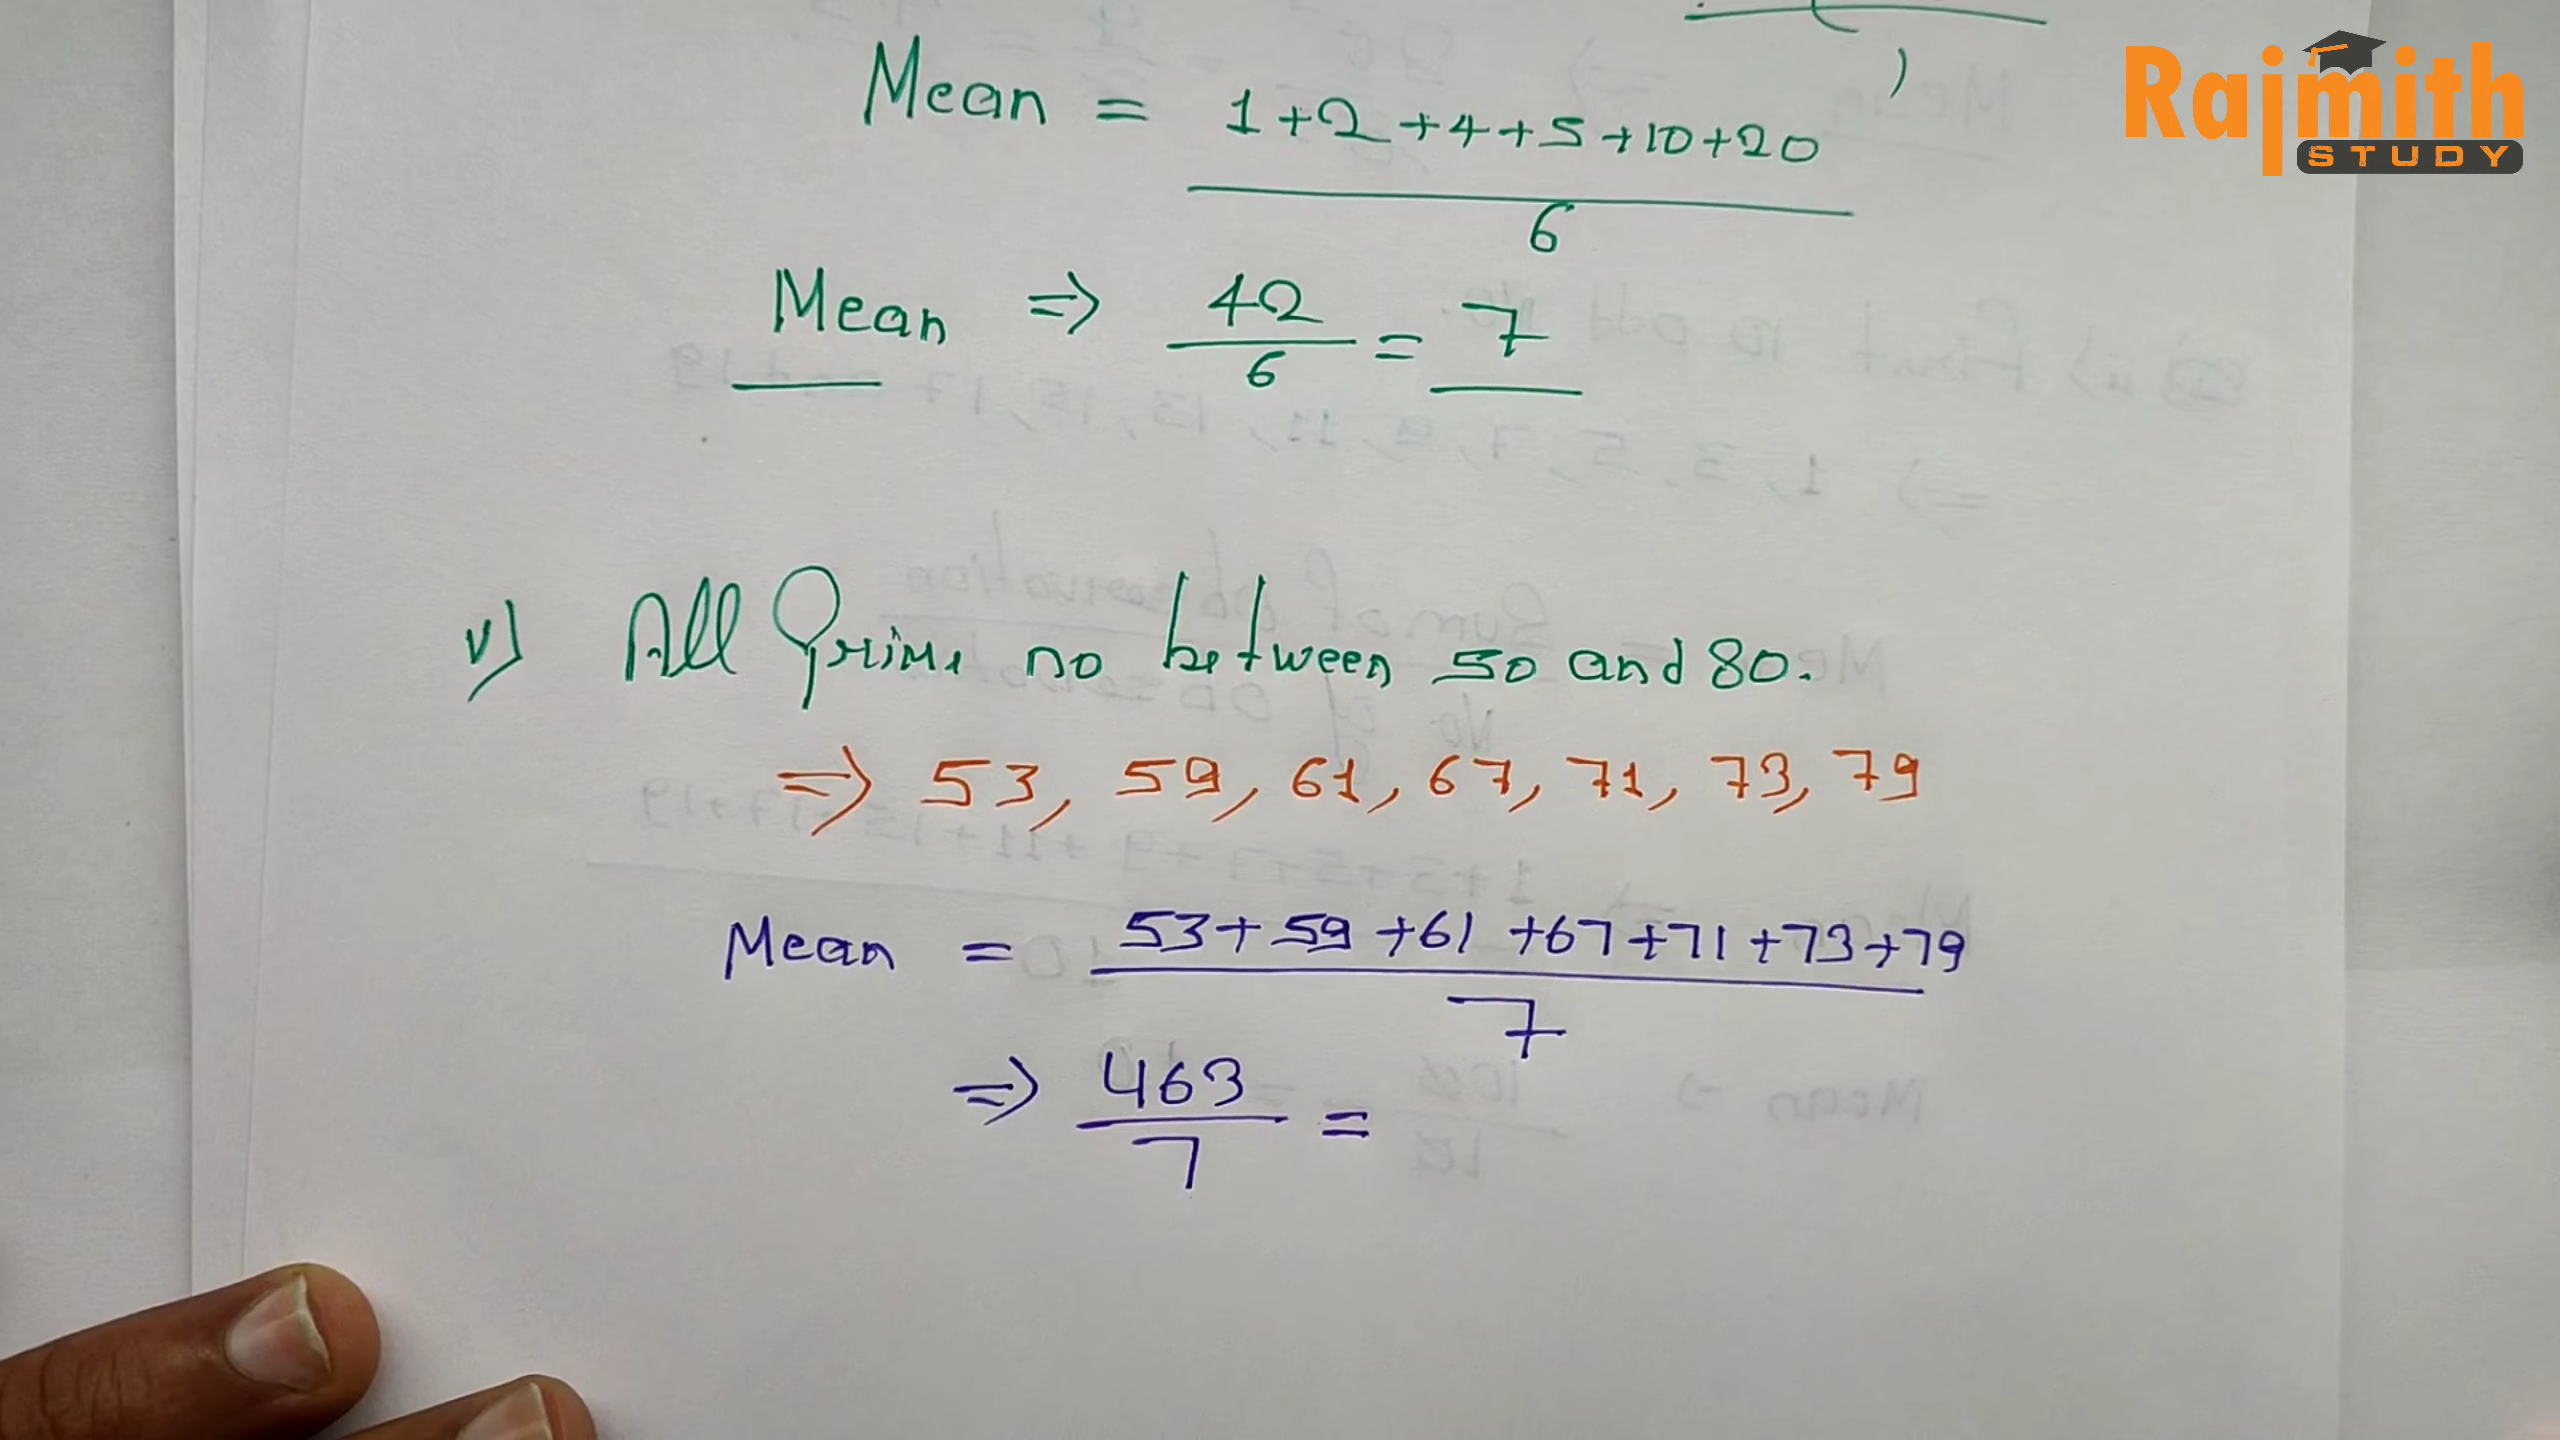 Rajmith
STUDY
Mean = 1+2+4+5+10+20
6
Mean => 42/6 = 7
v) All Prime no between 50 and 80.
=> 53, 59, 61, 67, 71, 73, 79
Mean = 53+59+61+67+71+73+79
7
=> 463/7 =